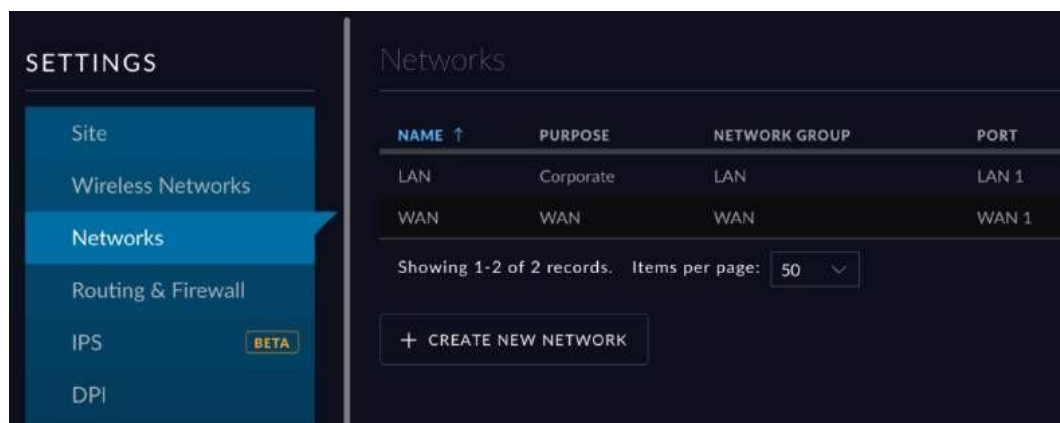 SETTINGS
Site
Wireless Networks
Networks
Routing & Firewall
IPS BETA
DPI
Networks
NAME ↑ PURPOSE NETWORK GROUP PORT
LAN Corporate LAN LAN 1
WAN WAN WAN WAN 1
Showing 1-2 of 2 records. Items per page: 50
+ CREATE NEW NETWORK